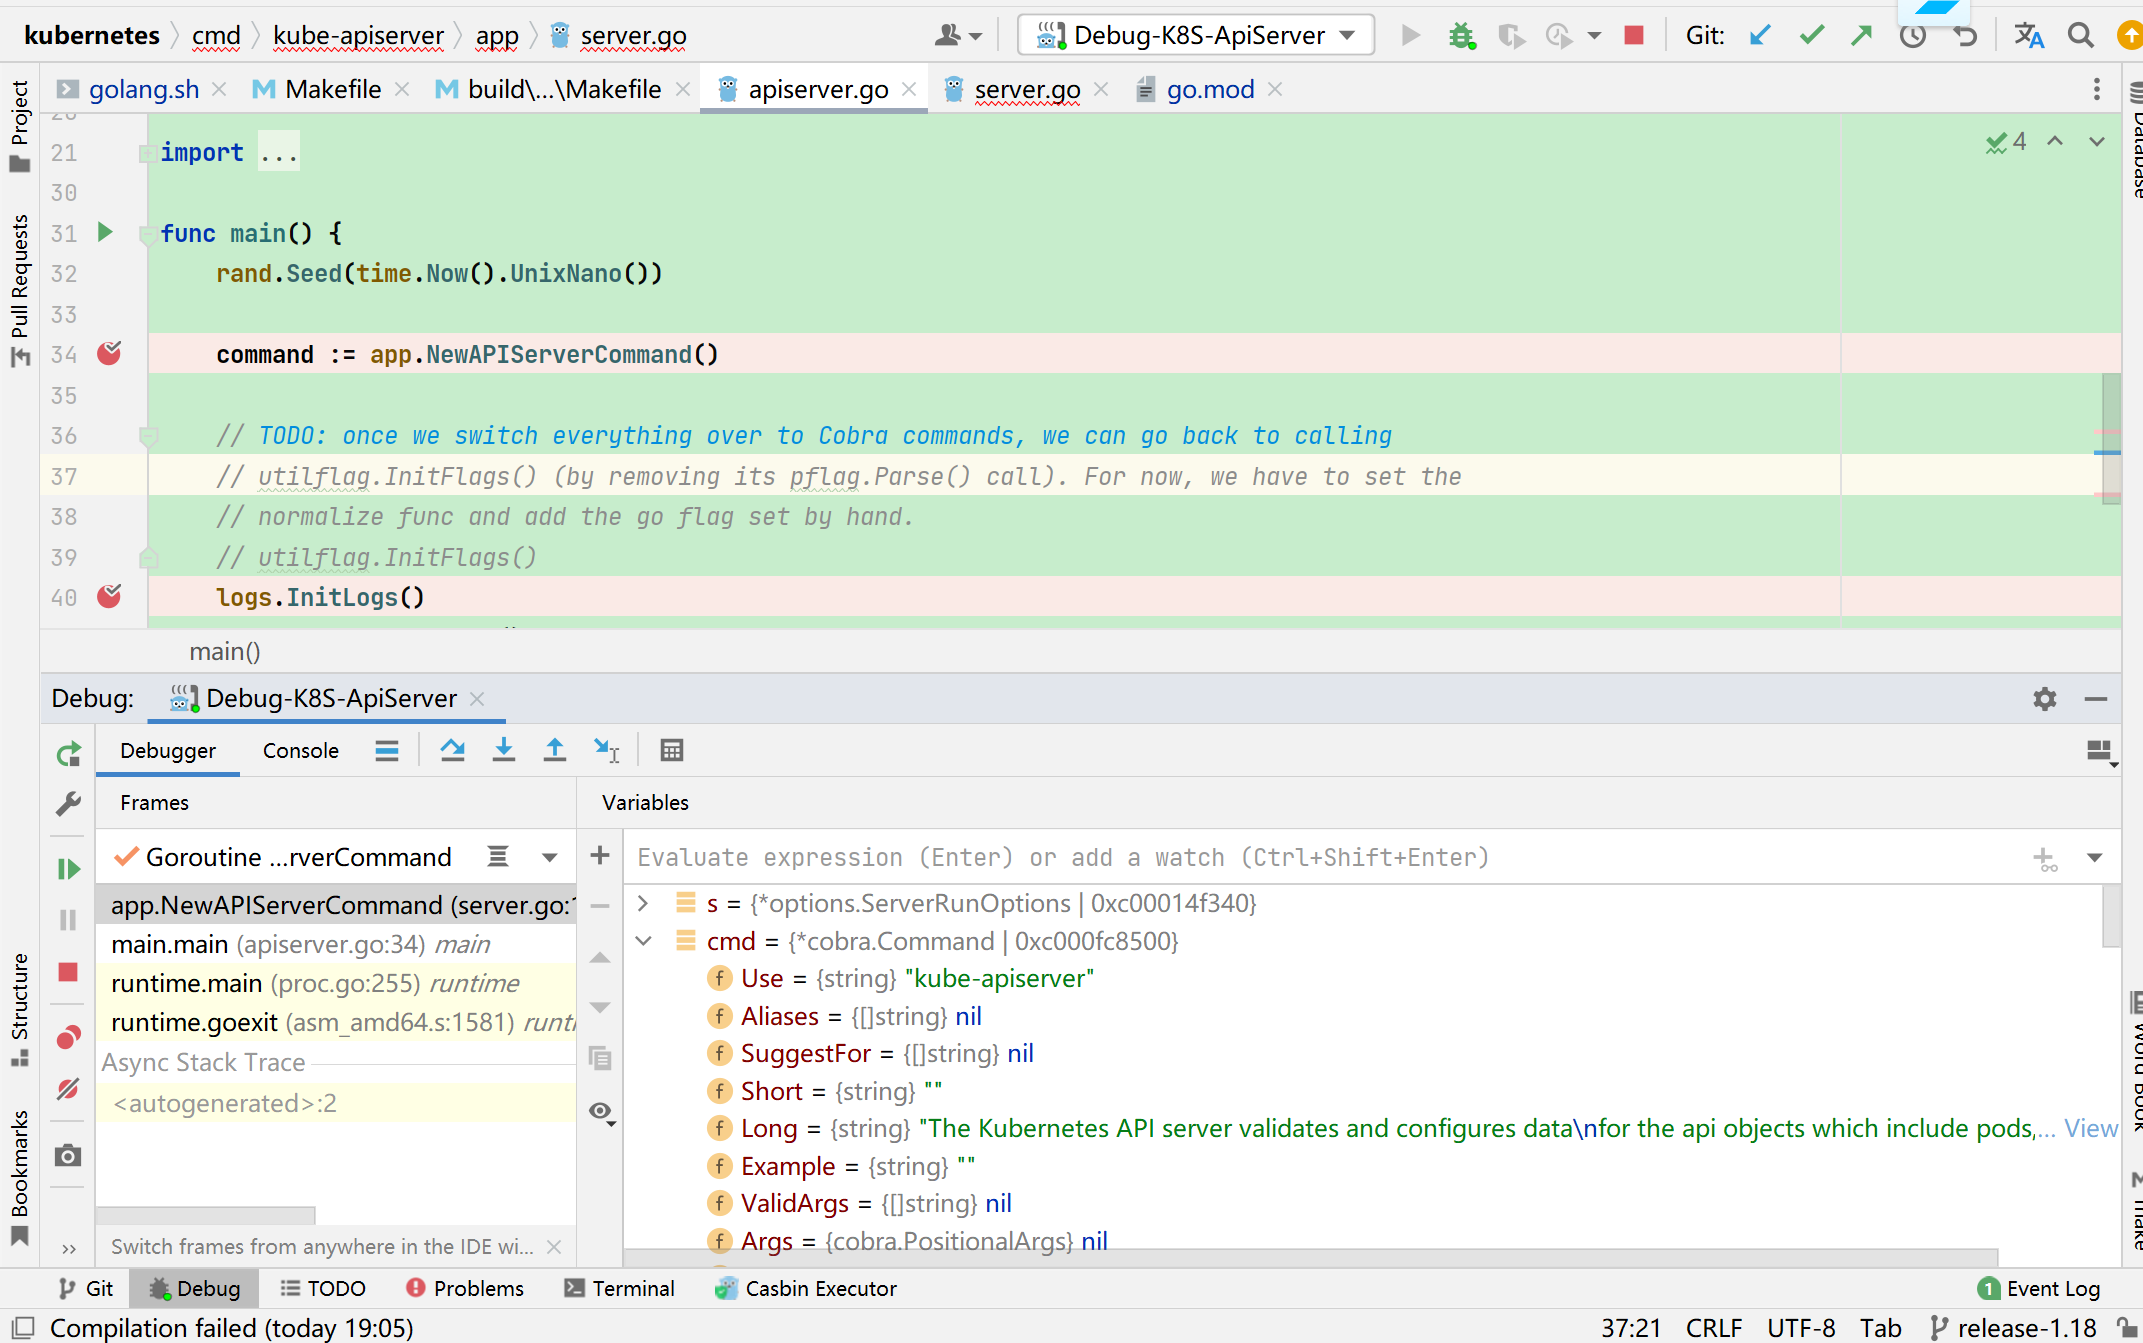 kubernetes cmd kube-apiserver app server.go Debug-K8S-ApiServer Git:
golang.sh Makefile build\...\Makefile apiserver.go server.go go.mod
Project
Pull Requests
Structure
Bookmarks
Database
Word Book
make
4
21 import ...
30
31 func main() {
32 rand.Seed(time.Now().UnixNano())
33
34 command := app.NewAPIServerCommand()
35
36 // TODO: once we switch everything over to Cobra commands, we can go back to calling
37 // utilflag.InitFlags() (by removing its pflag.Parse() call). For now, we have to set the
38 // normalize func and add the go flag set by hand.
39 // utilflag.InitFlags()
40 logs.InitLogs()
main()
Debug: Debug-K8S-ApiServer
Debugger Console
Frames
Variables
Goroutine ...rverCommand
app.NewAPIServerCommand (server.go:1
main.main (apiserver.go:34) main
runtime.main (proc.go:255) runtime
runtime.goexit (asm_amd64.s:1581) runti
Async Stack Trace
<autogenerated>:2
Switch frames from anywhere in the IDE wi...
Evaluate expression (Enter) or add a watch (Ctrl+Shift+Enter)
s = {*options.ServerRunOptions | 0xc00014f340}
cmd = {*cobra.Command | 0xc000fc8500}
f Use = {string} "kube-apiserver"
f Aliases = {[]string} nil
f SuggestFor = {[]string} nil
f Short = {string} ""
f Long = {string} "The Kubernetes API server validates and configures data\nfor the api objects which include pods,... View
f Example = {string} ""
f ValidArgs = {[]string} nil
f Args = {cobra.PositionalArgs} nil
Git Debug TODO Problems Terminal Casbin Executor 1 Event Log
Compilation failed (today 19:05) 37:21 CRLF UTF-8 Tab release-1.18